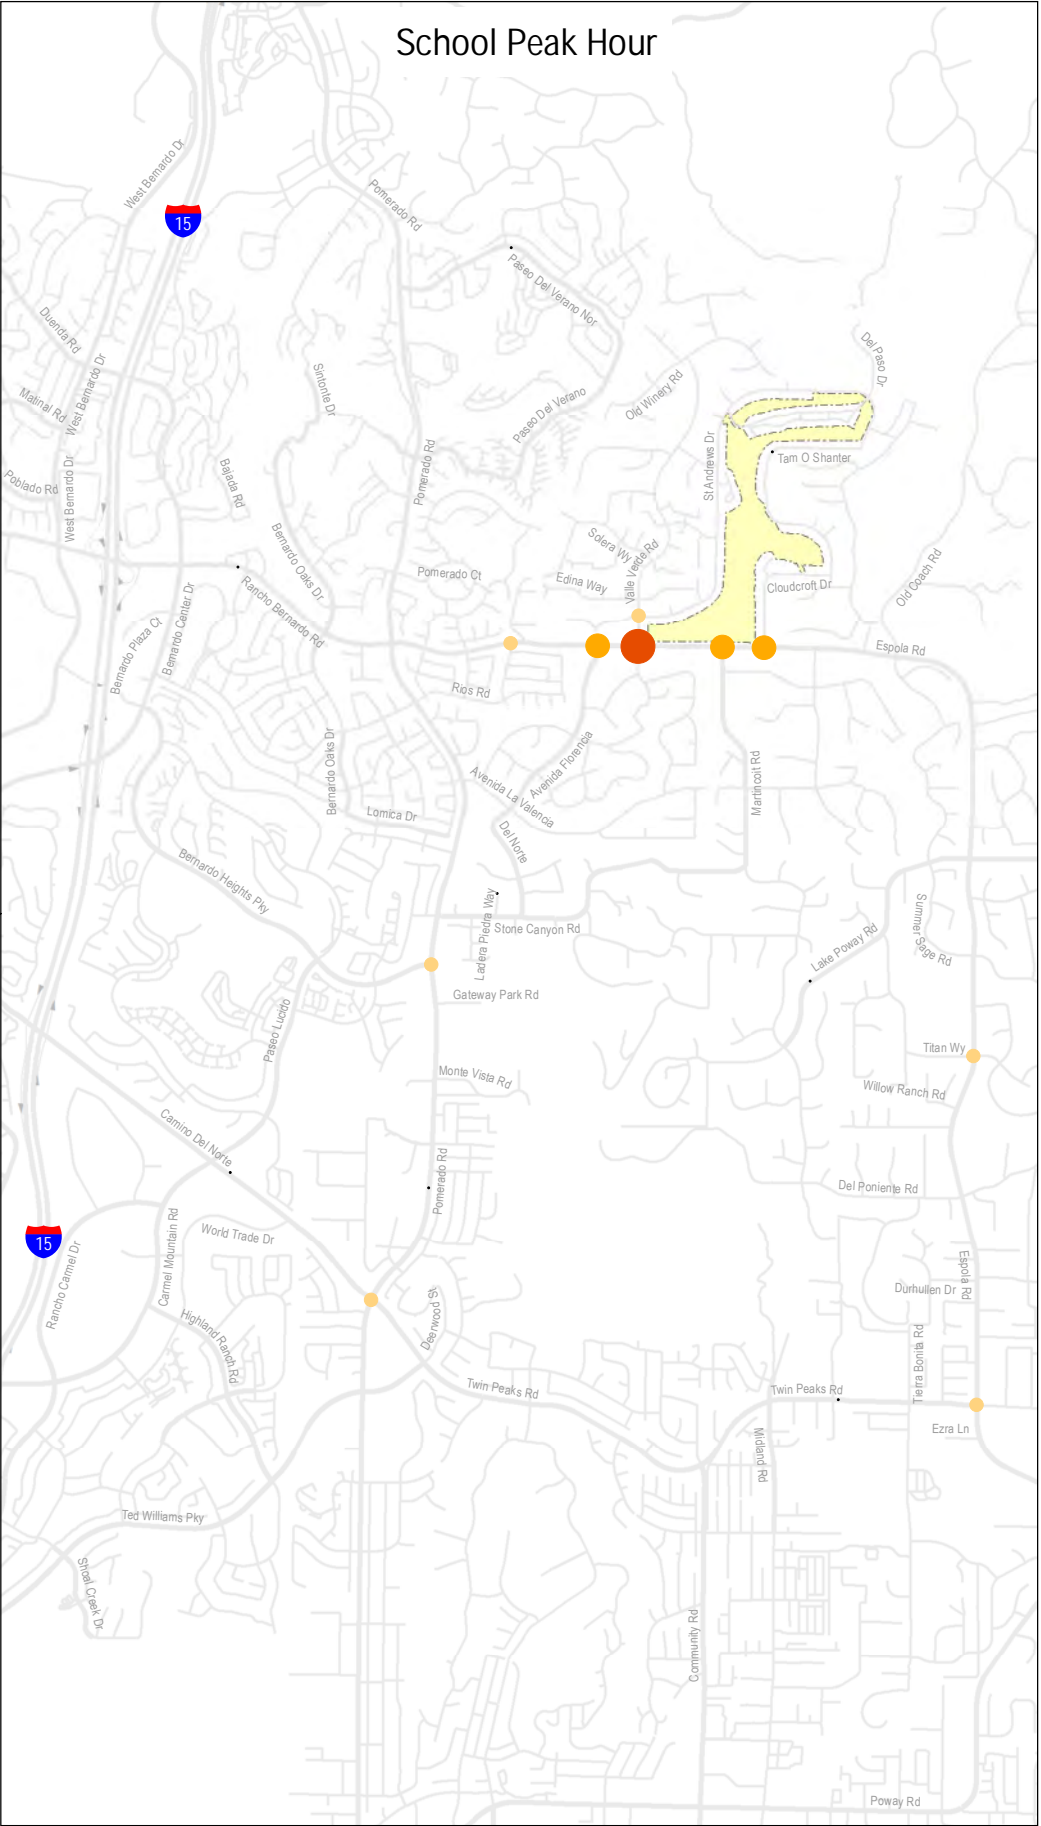 School Peak Hour
West Bernardo Dr
15
Pomerado Rd
Paseo Del Verano Nor
Duenda Rd
West Bernardo Dr
Matinal Rd
Sintonte Dr
Del Paso Dr
Old Winery Rd
Paseo Del Verano
Pomerado Rd
St Andrews Dr
Tam O Shanter
Poblado Rd
West Bernardo Dr
Bajada Rd
Bernardo Oaks Dr
Solera Wy
Valle Verde Rd
Edina Way
Pomerado Ct
Cloudcroft Dr
Old Coach Rd
Rancho Bernardo Rd
Bernardo Center Dr
Bernardo Plaza Ct
Espola Rd
Rios Rd
Avenida Florencia
Avenida La Valencia
Martincoit Rd
Bernardo Oaks Dr
Lomica Dr
Del Norte
Bernardo Heights Pky
Ladera Piedra Way
Stone Canyon Rd
Summer Sage Rd
Lake Poway Rd
Gateway Park Rd
Paseo Lucido
Titan Wy
Monte Vista Rd
Willow Ranch Rd
Camino Del Norte
Pomerado Rd
Del Poniente Rd
15
World Trade Dr
Carmel Mountain Rd
Rancho Carmel Dr
Espola Rd
Durhullen Dr
Deerwood St
Highland Ranch Rd
Tierra Bonita Rd
Twin Peaks Rd
Twin Peaks Rd
Ezra Ln
Midland Rd
Ted Williams Pky
Shoal Creek Dr
Community Rd
Poway Rd